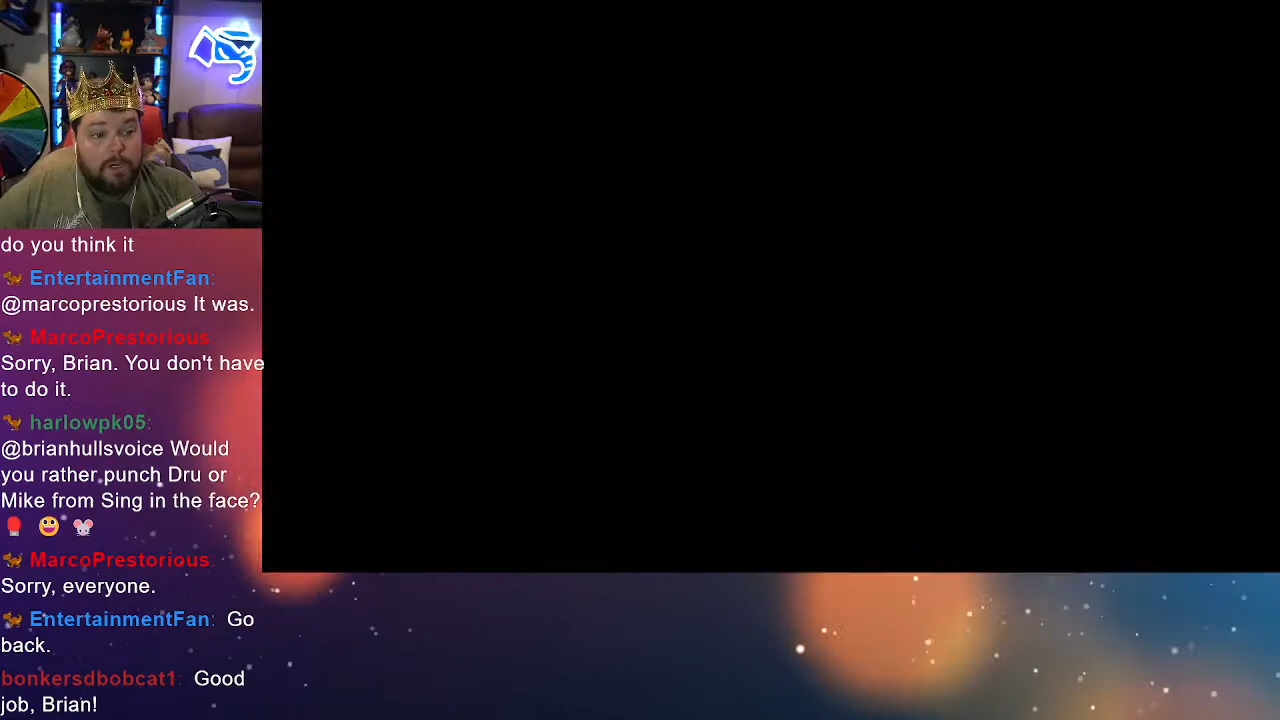 do you think it
EntertainmentFan:
@marcoprestorious It was.
MarcoPrestorious:
Sorry, Brian. You don't have
to do it.
harlowpk05:
@brianhullsvoice Would
you rather punch Dru or
Mike from Sing in the face?
MarcoPrestorious:
Sorry, everyone.
EntertainmentFan: Go
back.
bonkersdbobcat1: Good
job, Brian!